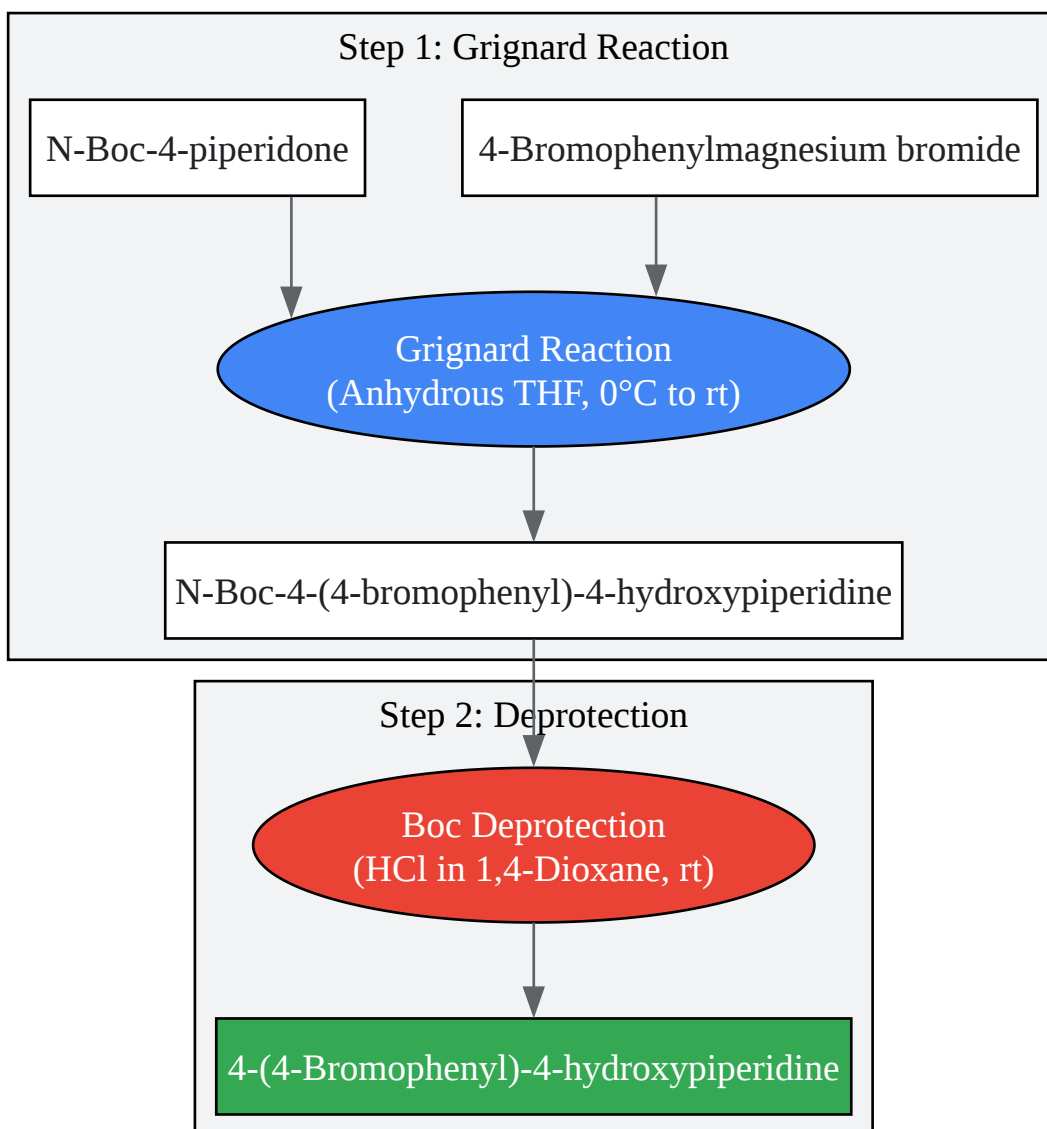 Step 1: Grignard Reaction
N-Boc-4-piperidone
4-Bromophenylmagnesium bromide
Grignard Reaction
(Anhydrous THF, 0°C to rt)
N-Boc-4-(4-bromophenyl)-4-hydroxypiperidine
Step 2: Deprotection
Boc Deprotection
(HCl in 1,4-Dioxane, rt)
4-(4-Bromophenyl)-4-hydroxypiperidine